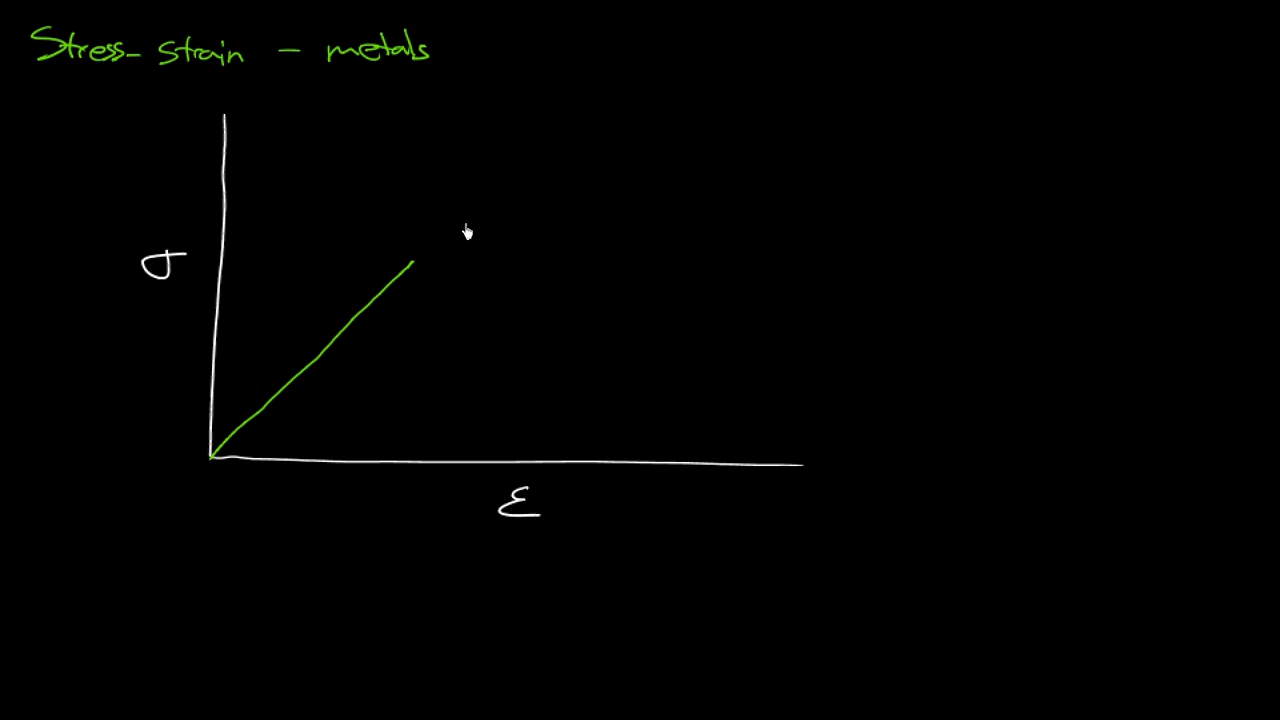 Stress-strain - metals
σ
ε